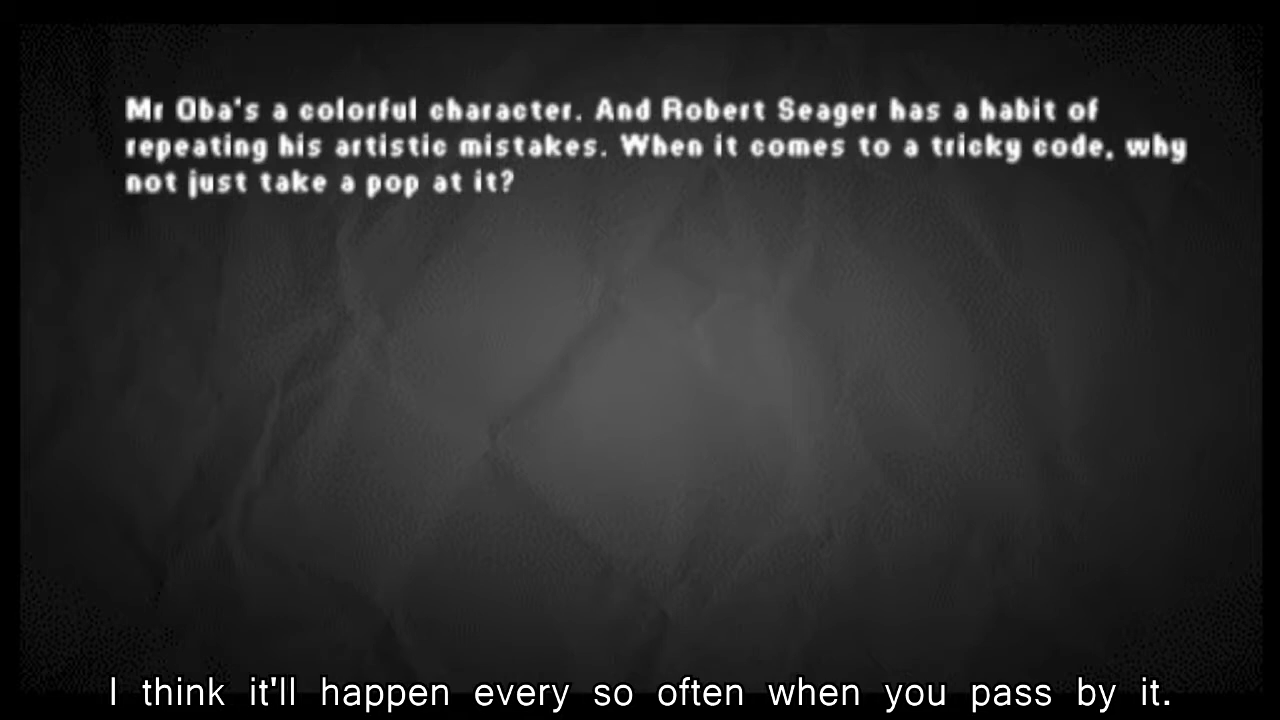 Mr Oba's a colorful character. And Robert Seager has a habit of
repeating his artistic mistakes. When it comes to a tricky code, why
not just take a pop at it?
I think it'll happen every so often when you pass by it.